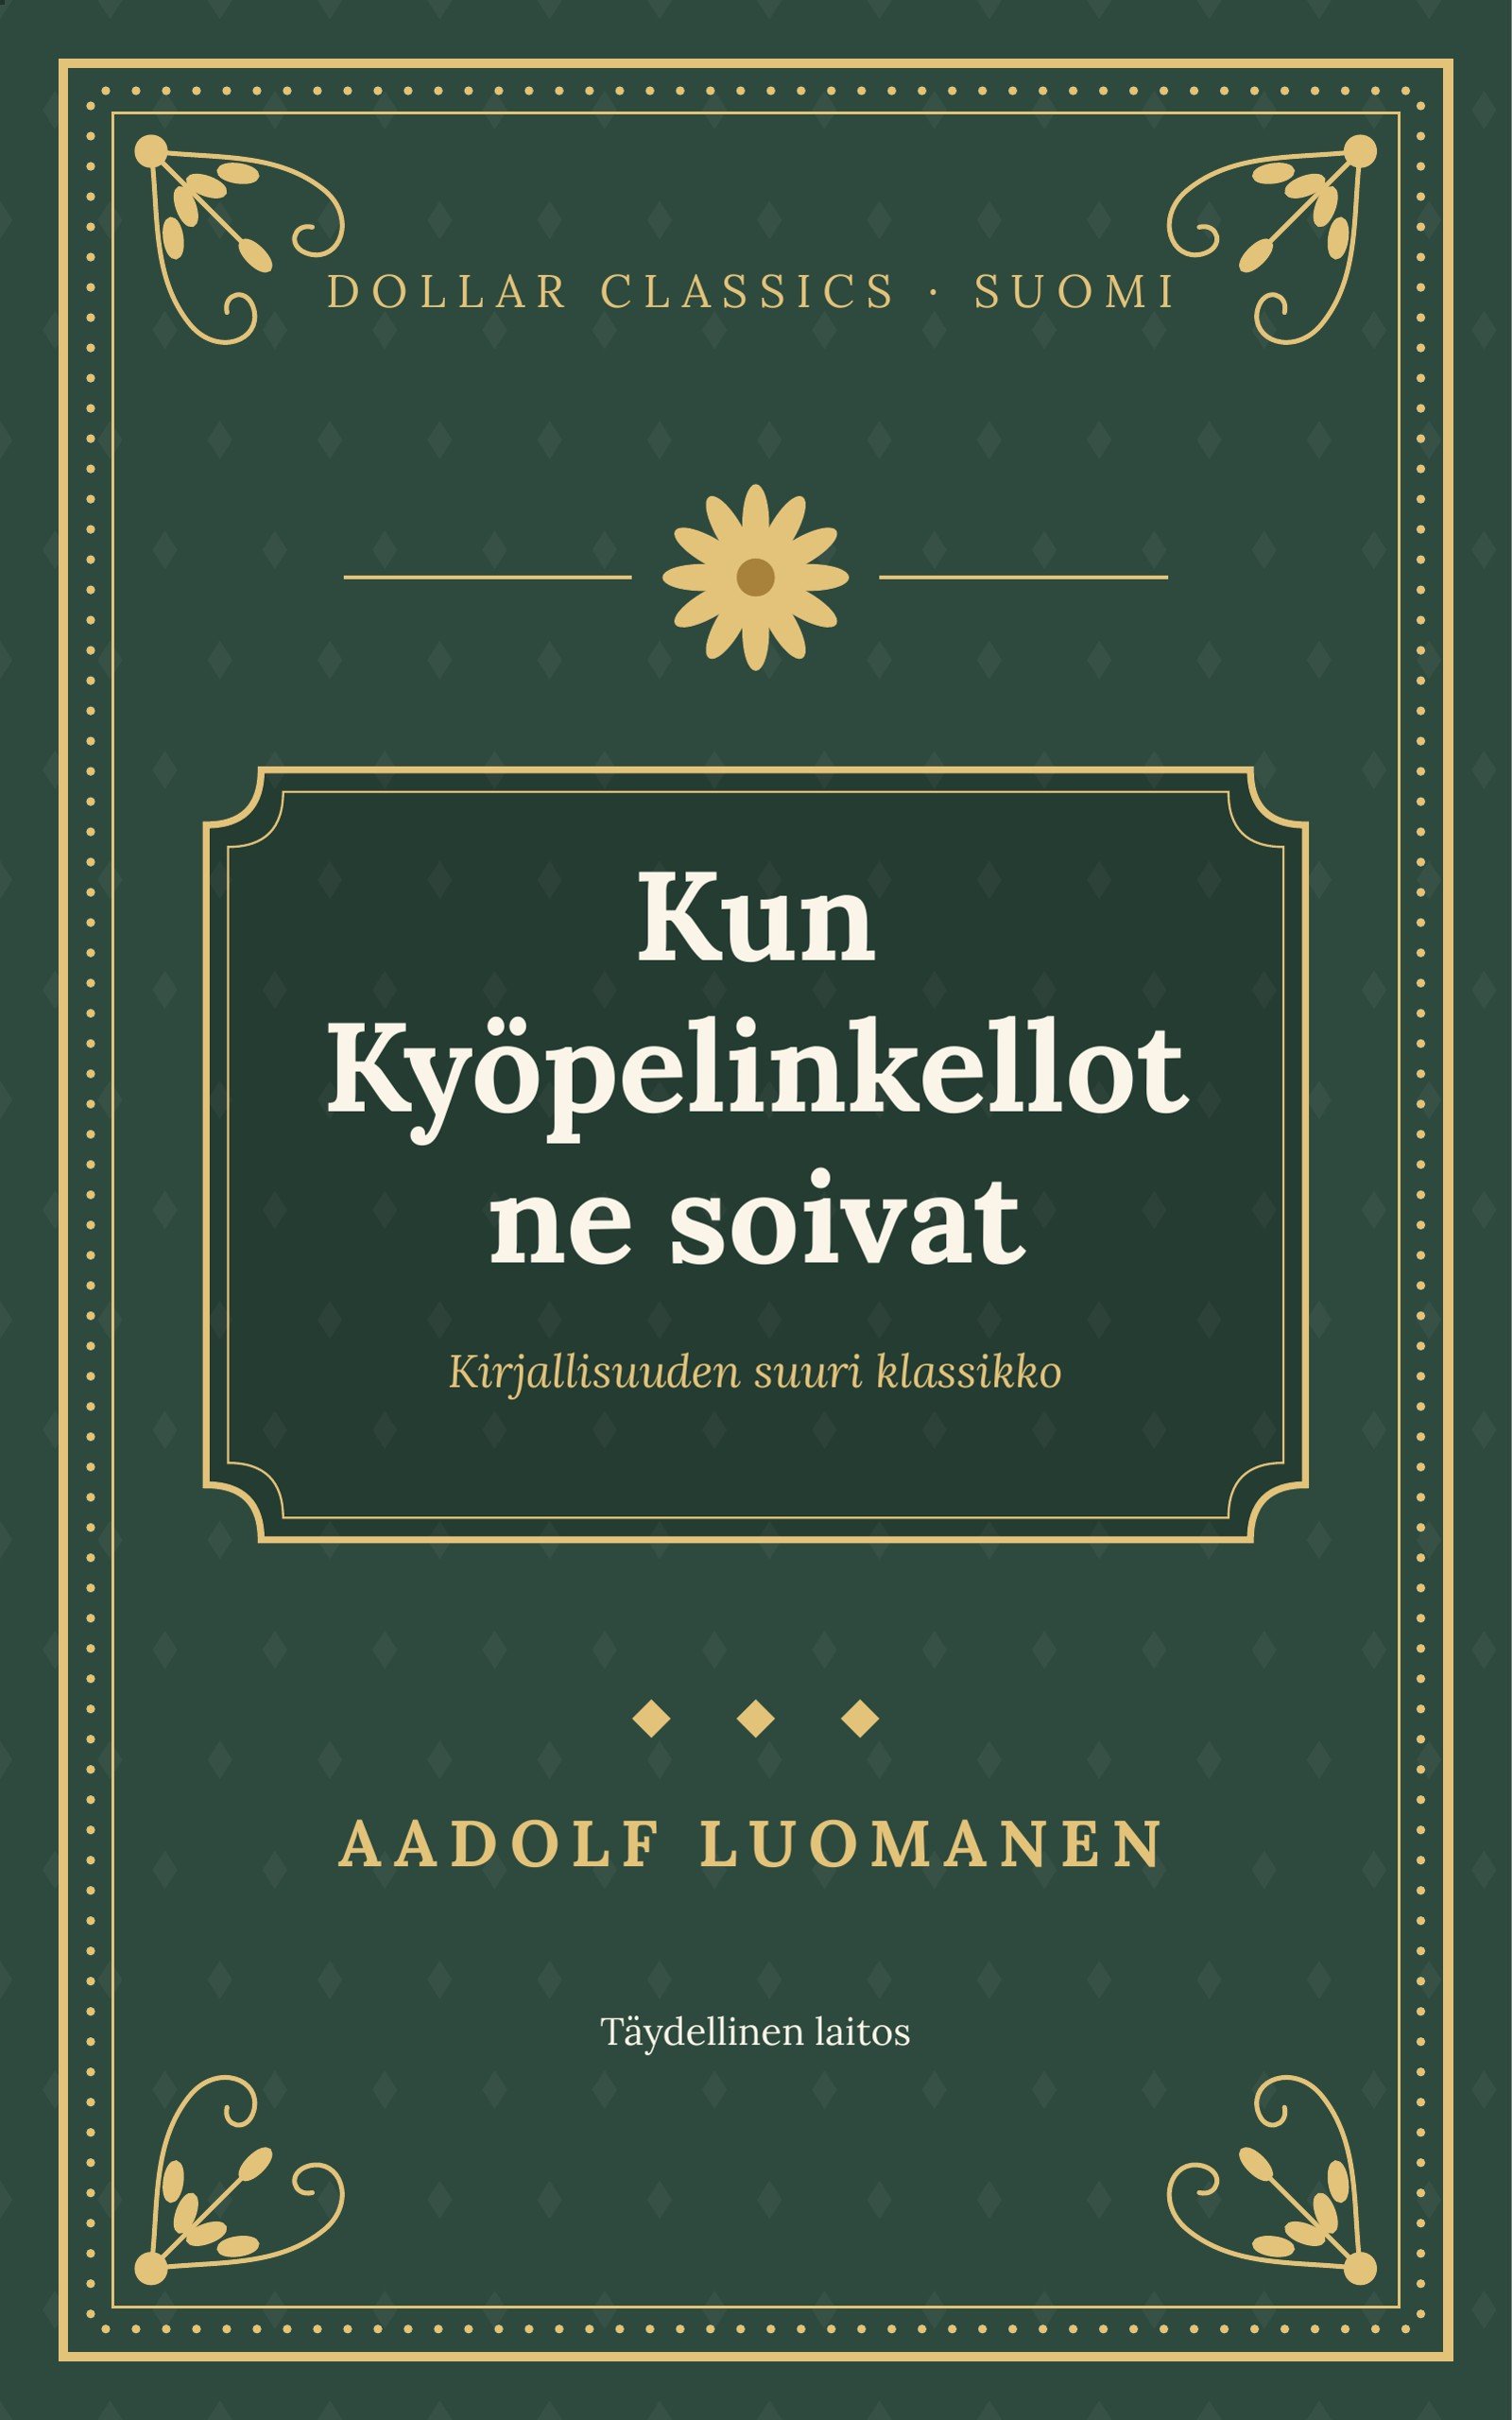 DOLLAR CLASSICS · SUOMI
Kun
Kyöpelinkellot
ne soivat
Kirjallisuuden suuri klassikko
AADOLF LUOMANEN
Täydellinen laitos